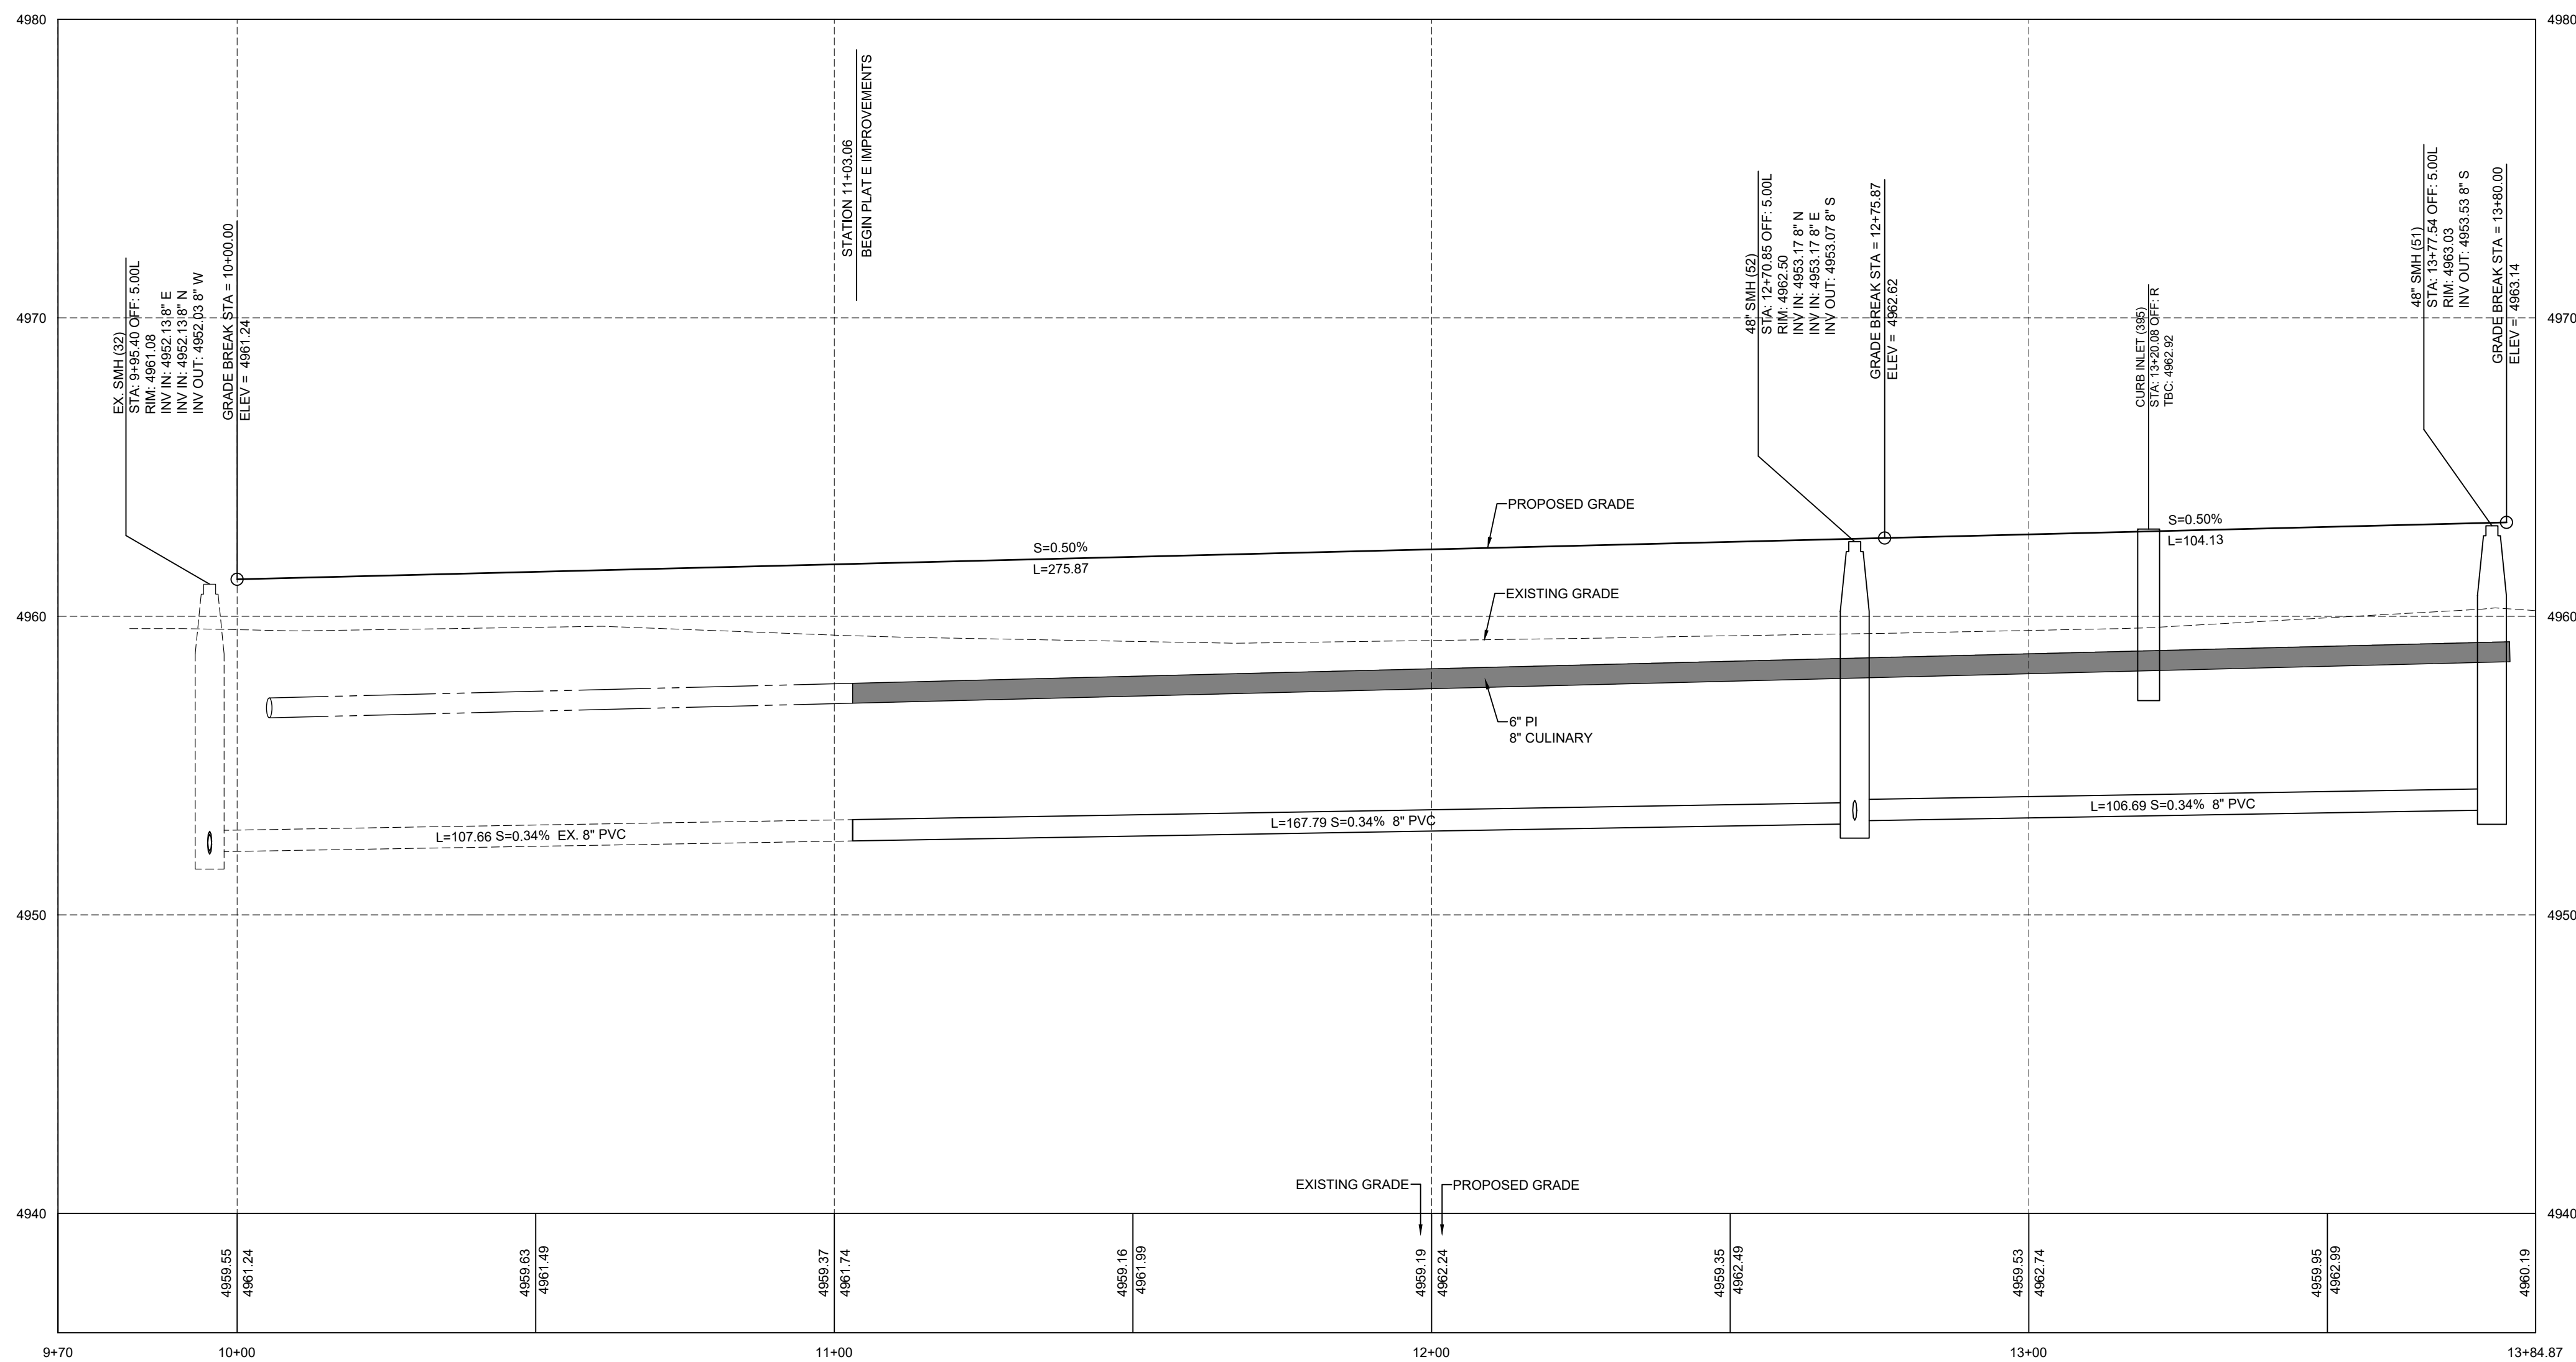 4980
4980
STATION 11+03.06
BEGIN PLAT E IMPROVEMENTS
EX. SMH (32)
STA: 9+95.40 OFF: 5.00L
RIM: 4961.08
INV IN: 4952.13 8" E
INV IN: 4952.13 8" N
INV OUT: 4952.03 8" W
GRADE BREAK STA = 10+00.00
ELEV = 4961.24
48" SMH (52)
STA: 12+70.85 OFF: 5.00L
RIM: 4962.50
INV IN: 4953.17 8" N
INV IN: 4953.17 8" E
INV OUT: 4953.07 8" S
GRADE BREAK STA = 12+75.87
ELEV = 4962.62
CURB INLET (395)
STA: 13+20.08 OFF: R
TBC: 4962.92
48" SMH (51)
STA: 13+77.54 OFF: 5.00L
RIM: 4963.03
INV OUT: 4953.53 8" S
GRADE BREAK STA = 13+80.00
ELEV = 4963.14
4970
4970
PROPOSED GRADE
S=0.50%
L=104.13
S=0.50%
L=275.87
EXISTING GRADE
4960
4960
6" PI
8" CULINARY
L=107.66 S=0.34% EX. 8" PVC
L=167.79 S=0.34% 8" PVC
L=106.69 S=0.34% 8" PVC
4950
4950
EXISTING GRADE
PROPOSED GRADE
4940
4940
4959.55
4961.24
4959.63
4961.49
4959.37
4961.74
4959.16
4961.99
4959.19
4962.24
4959.35
4962.49
4959.53
4962.74
4959.95
4962.99
4960.19
9+70
10+00
11+00
12+00
13+00
13+84.87